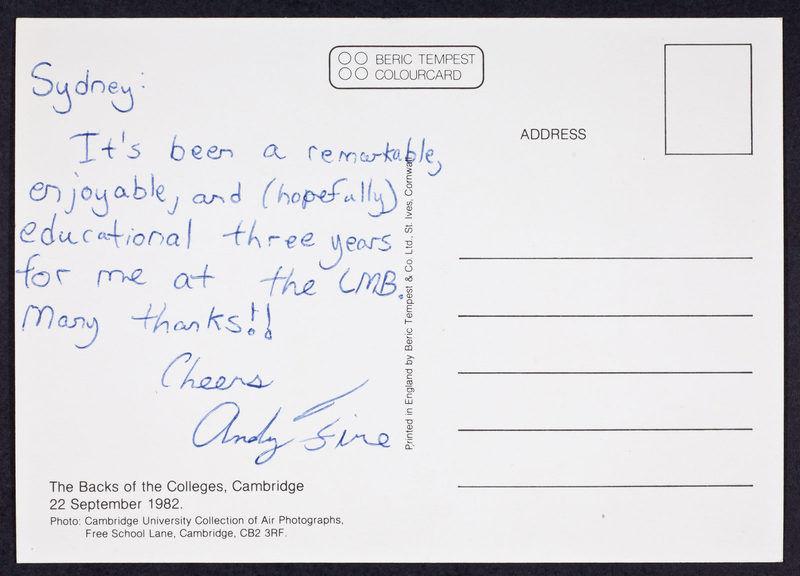 Sydney:
It's been a remarkable,
enjoyable, and (hopefully)
educational three years
for me at the LMB.
Many thanks!!
Cheers
Andy Fire
The Backs of the Colleges, Cambridge
22 September 1982.
Photo: Cambridge University Collection of Air Photographs,
Free School Lane, Cambridge, CB2 3RF.
BERIC TEMPEST
COLOURCARD
Printed in England by Beric Tempest & Co. Ltd., St. Ives, Cornwall
ADDRESS